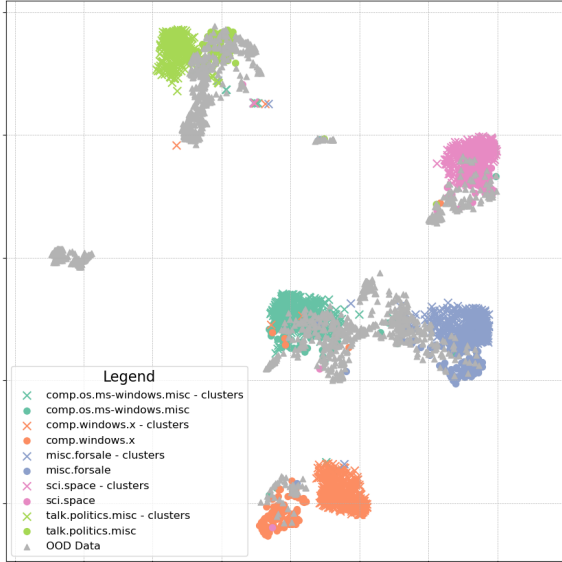 Legend
comp.os.ms-windows.misc - clusters
comp.os.ms-windows.misc
comp.windows.x - clusters
comp.windows.x
misc.forsale - clusters
misc.forsale
sci.space - clusters
sci.space
talk.politics.misc - clusters
talk.politics.misc
OOD Data